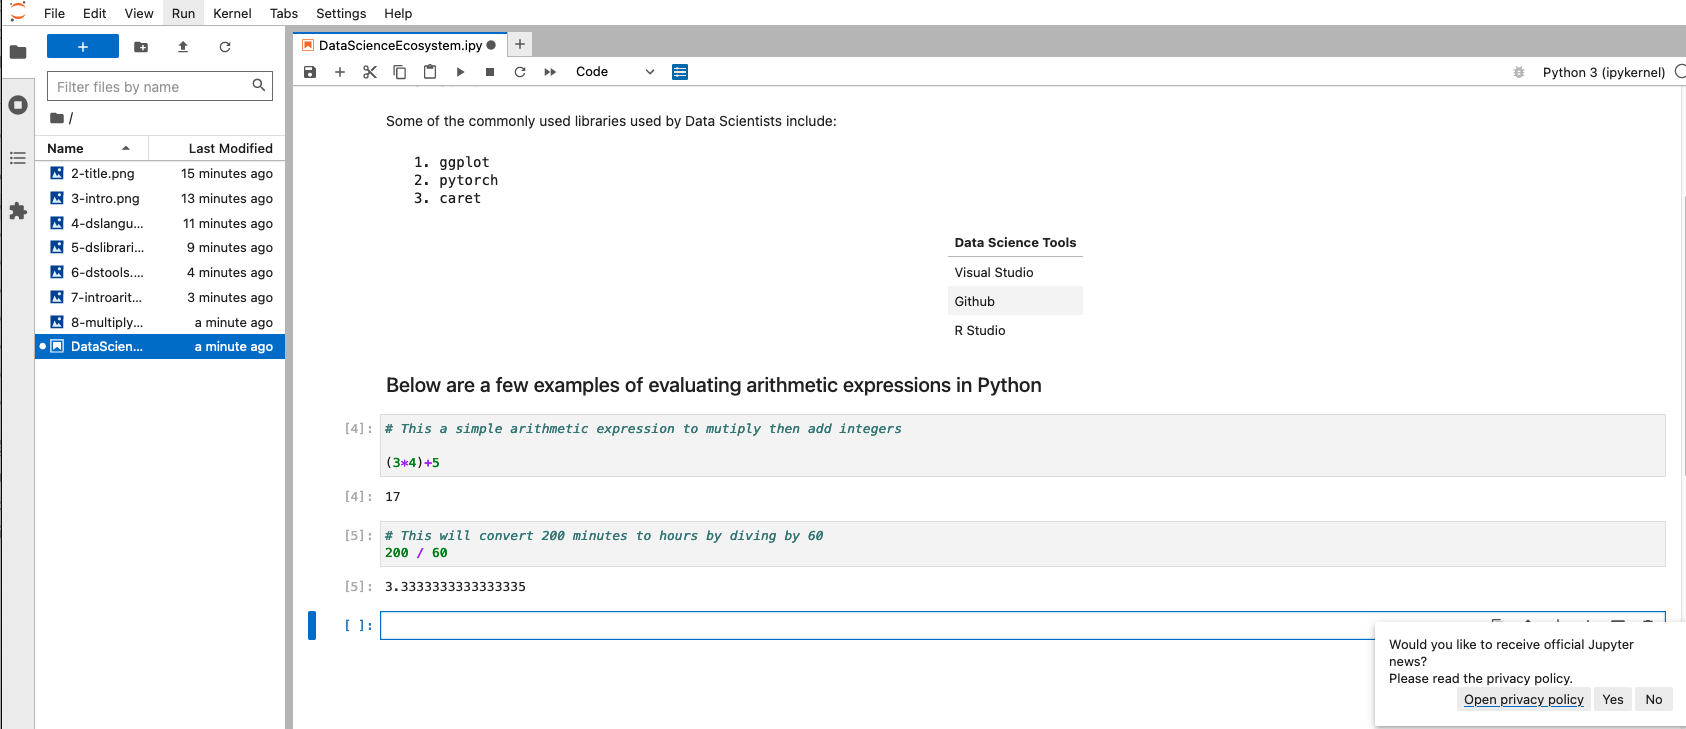 File Edit View Run Kernel Tabs Settings Help
+
Filter files by name
/
Name Last Modified
2-title.png 15 minutes ago
3-intro.png 13 minutes ago
4-dslangu... 11 minutes ago
5-dslibrari... 9 minutes ago
6-dstools.... 4 minutes ago
7-introarit... 3 minutes ago
8-multiply... a minute ago
DataScien... a minute ago
DataScienceEcosystem.ipy
+
Code
Python 3 (ipykernel)
Some of the commonly used libraries used by Data Scientists include:
1. ggplot
2. pytorch
3. caret
Data Science Tools
Visual Studio
Github
R Studio
Below are a few examples of evaluating arithmetic expressions in Python
[4]: # This a simple arithmetic expression to mutiply then add integers
(3*4)+5
[4]: 17
[5]: # This will convert 200 minutes to hours by diving by 60
200 / 60
[5]: 3.3333333333333335
[ ]:
Would you like to receive official Jupyter
news?
Please read the privacy policy.
Open privacy policy Yes No